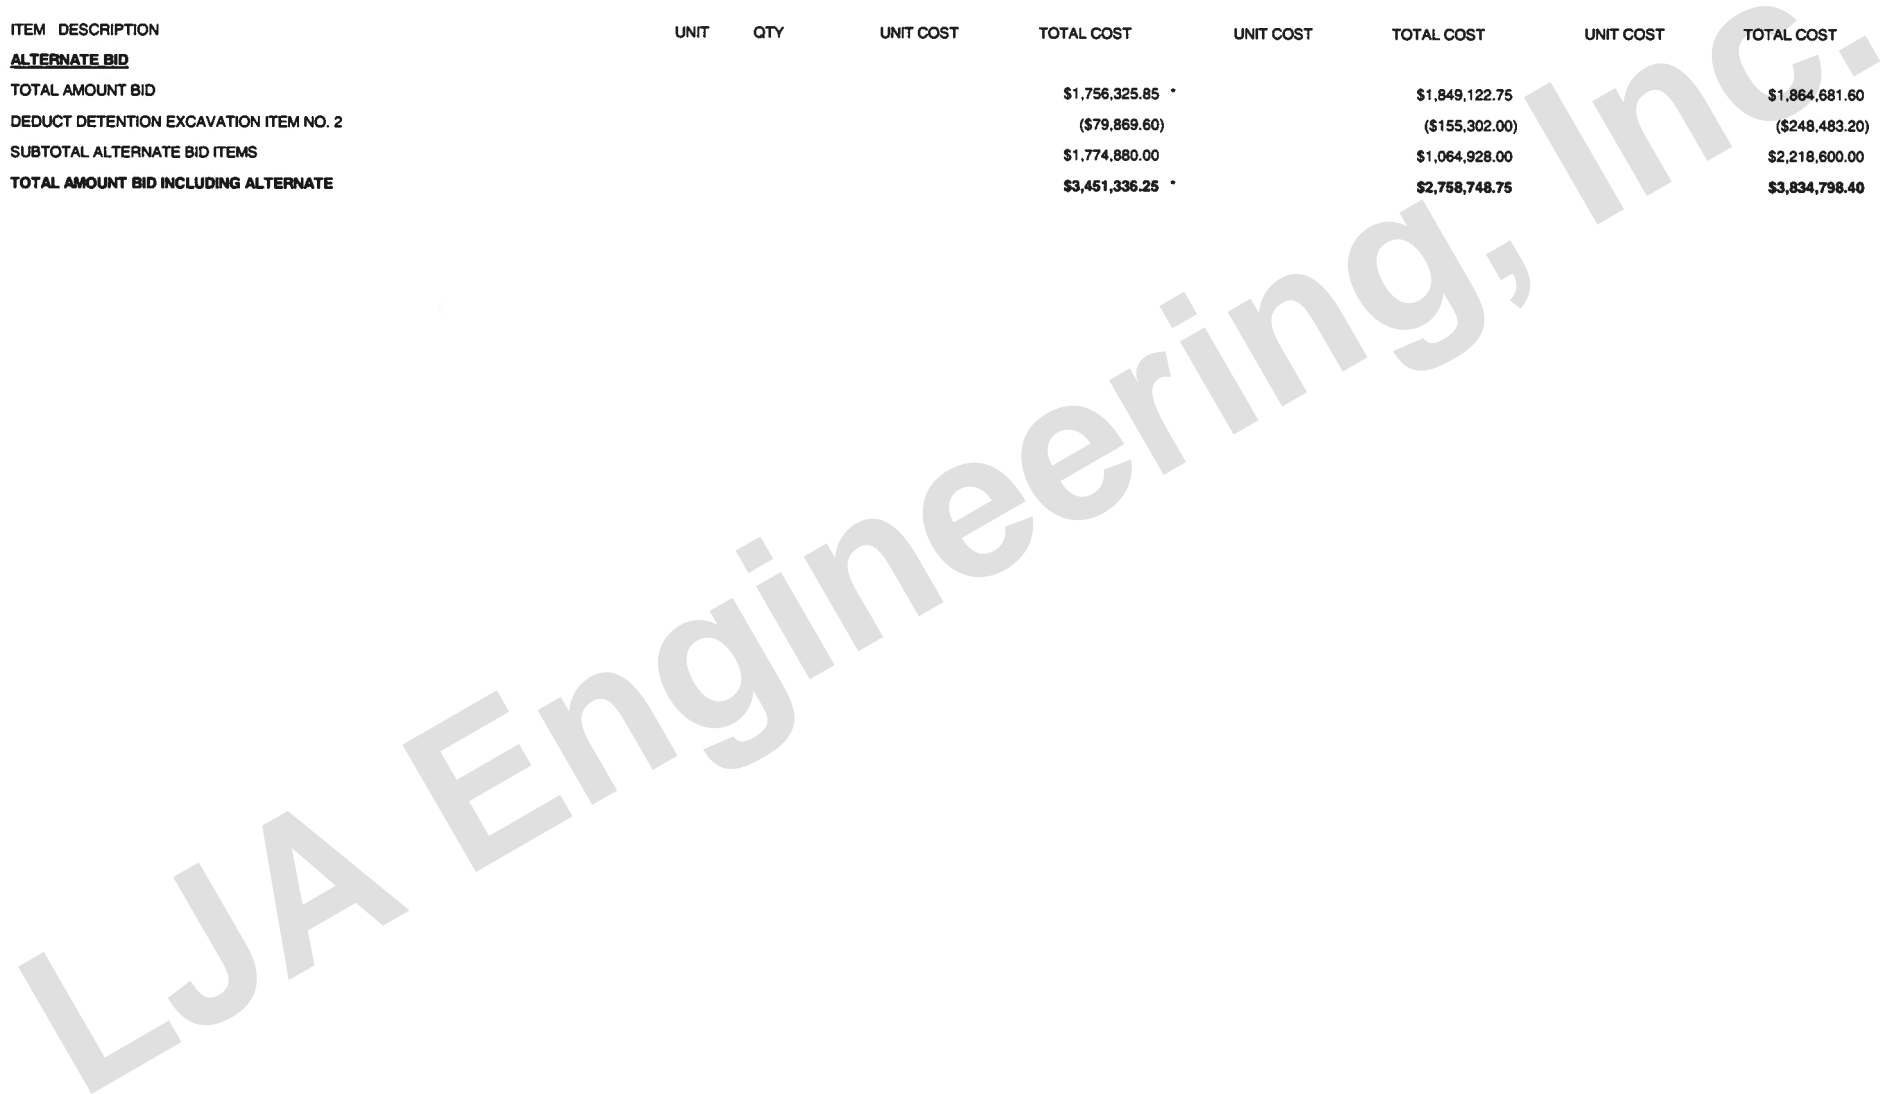 ITEM DESCRIPTION UNIT QTY UNIT COST TOTAL COST UNIT COST TOTAL COST UNIT COST TOTAL COST
ALTERNATE BID
TOTAL AMOUNT BID $1,756,325.85 * $1,849,122.75 $1,864,681.60
DEDUCT DETENTION EXCAVATION ITEM NO. 2 ($79,869.60) ($155,302.00) ($248,483.20)
SUBTOTAL ALTERNATE BID ITEMS $1,774,880.00 $1,064,928.00 $2,218,600.00
TOTAL AMOUNT BID INCLUDING ALTERNATE $3,451,336.25 * $2,758,748.75 $3,834,798.40
LJA Engineering, Inc.